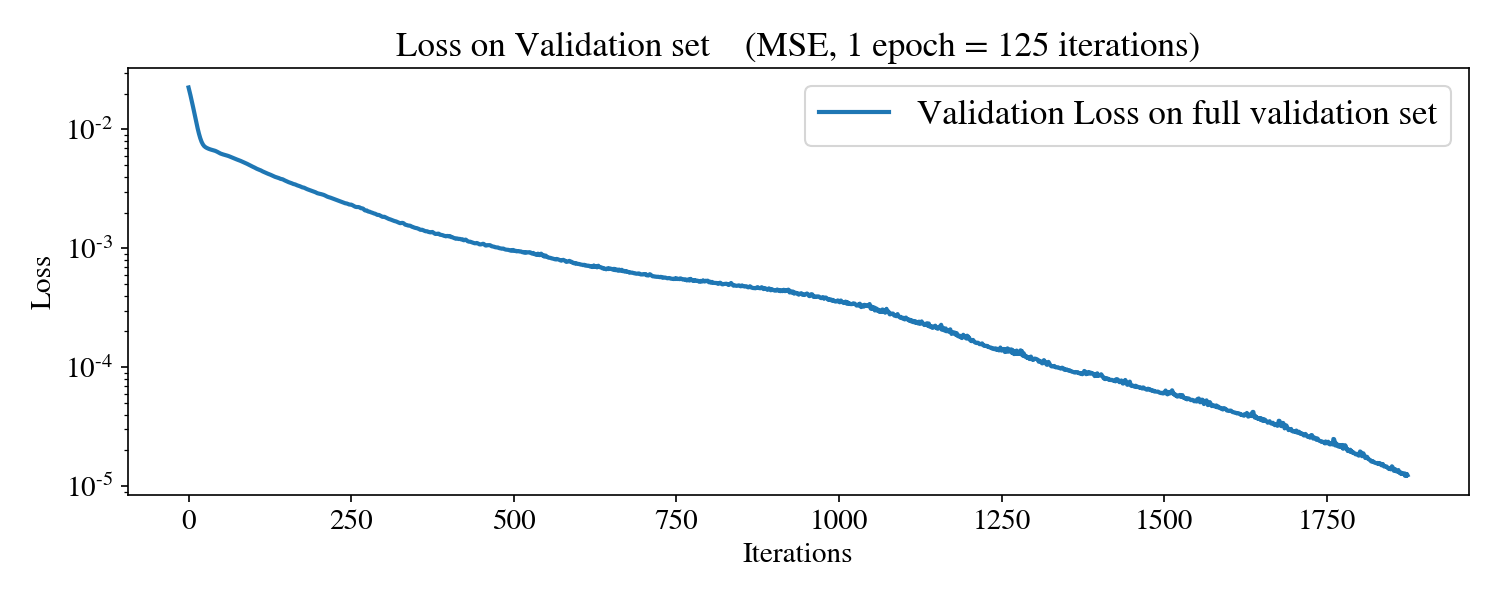 Loss on Validation set (MSE, 1 epoch = 125 iterations)
Validation Loss on full validation set
10-2
10-3
10-4
10-5
Loss
0 250 500 750 1000 1250 1500 1750
Iterations